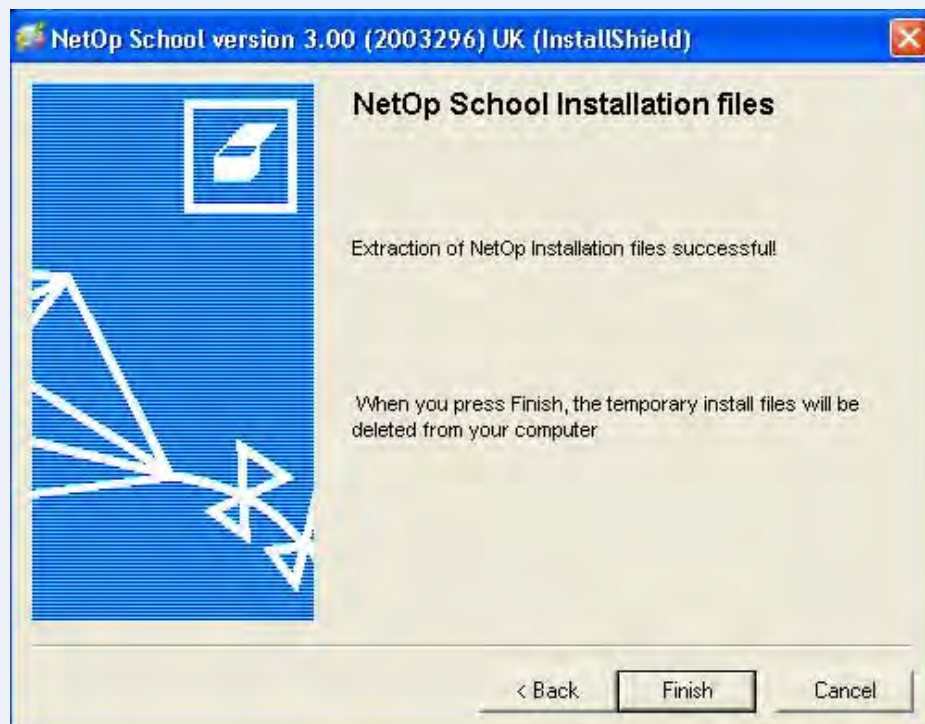 NetOp School version 3.00 (2003296) UK (InstallShield)
NetOp School Installation files
Extraction of NetOp Installation files successful!
When you press Finish, the temporary install files will be
deleted from your computer
< Back
Finish
Cancel